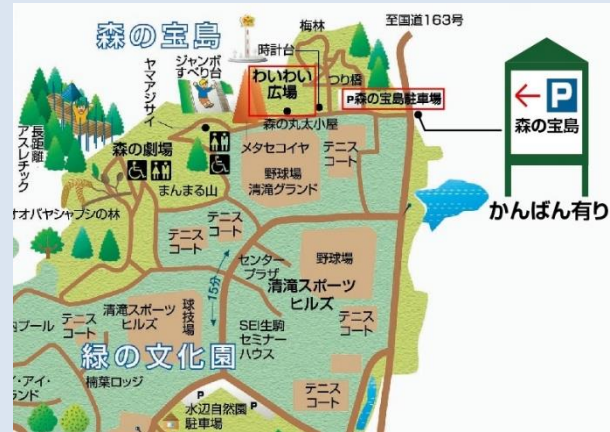 森の宝島
梅林
至国道163号
時計台
ジャンボ
すべり台
わいわい
広場
つり橋
P森の宝島駐車場
← P
森の宝島
かんばん有り
ヤマアジサイ
長距離
アスレチック
森の丸太小屋
森の劇場
メタセコイヤ
テニス
コート
野球場
清滝グランド
まんまる山
オオバヤシャブシの林
テニス
コート
テニス
コート
センター
プラザ
野球場
清滝スポーツ
ヒルズ
15分
清滝スポーツ
ヒルズ
球技場
プール
テニス
コート
テニス
コート
SEI生駒
セミナー
ハウス
緑の文化園
イ・アイ・
ランド
楠葉ロッジ
テニス
コート
P
P
水辺自然園
駐車場